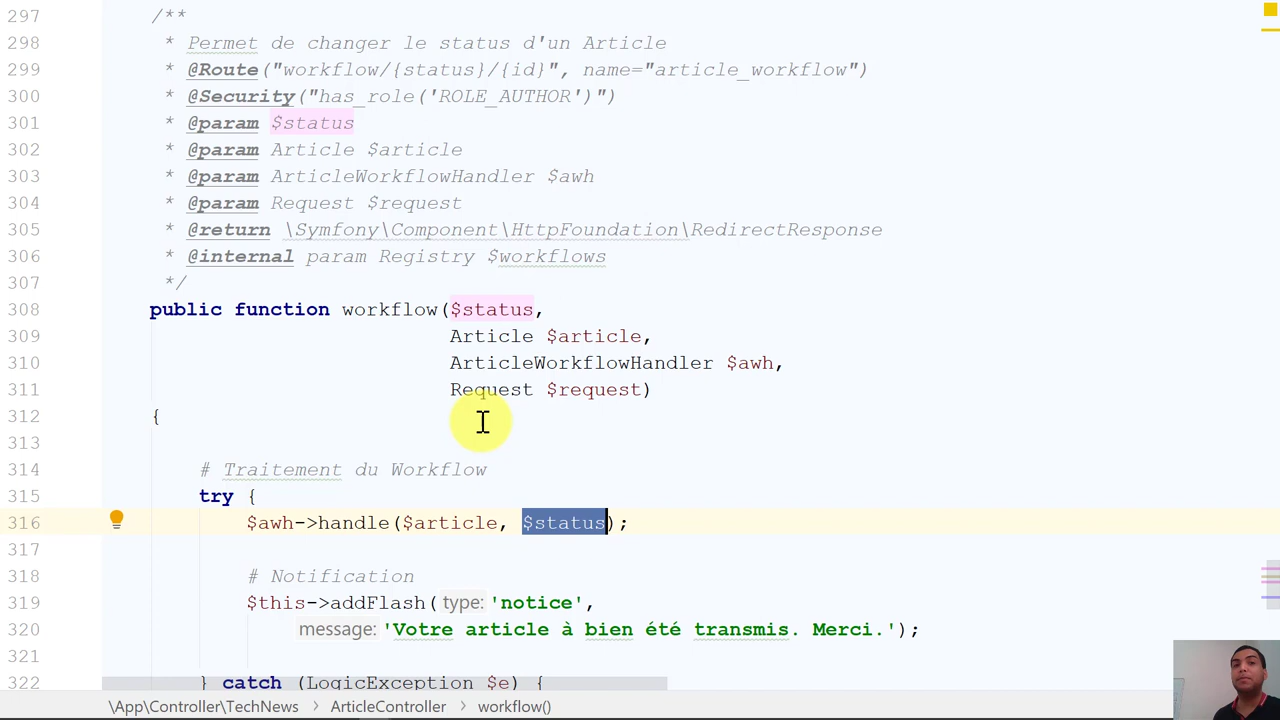 297 /**
298 * Permet de changer le status d'un Article
299 * @Route("workflow/{status}/{id}", name="article_workflow")
300 * @Security("has_role('ROLE_AUTHOR')")
301 * @param $status
302 * @param Article $article
303 * @param ArticleWorkflowHandler $awh
304 * @param Request $request
305 * @return \Symfony\Component\HttpFoundation\RedirectResponse
306 * @internal param Registry $workflows
307 */
308 public function workflow($status,
309 Article $article,
310 ArticleWorkflowHandler $awh,
311 Request $request)
312 {
313
314 # Traitement du Workflow
315 try {
316 $awh->handle($article, $status);
317
318 # Notification
319 $this->addFlash( type: 'notice',
320 message: 'Votre article à bien été transmis. Merci.');
321
322 } catch (LogicException $e) {
\App\Controller\TechNews › ArticleController › workflow()